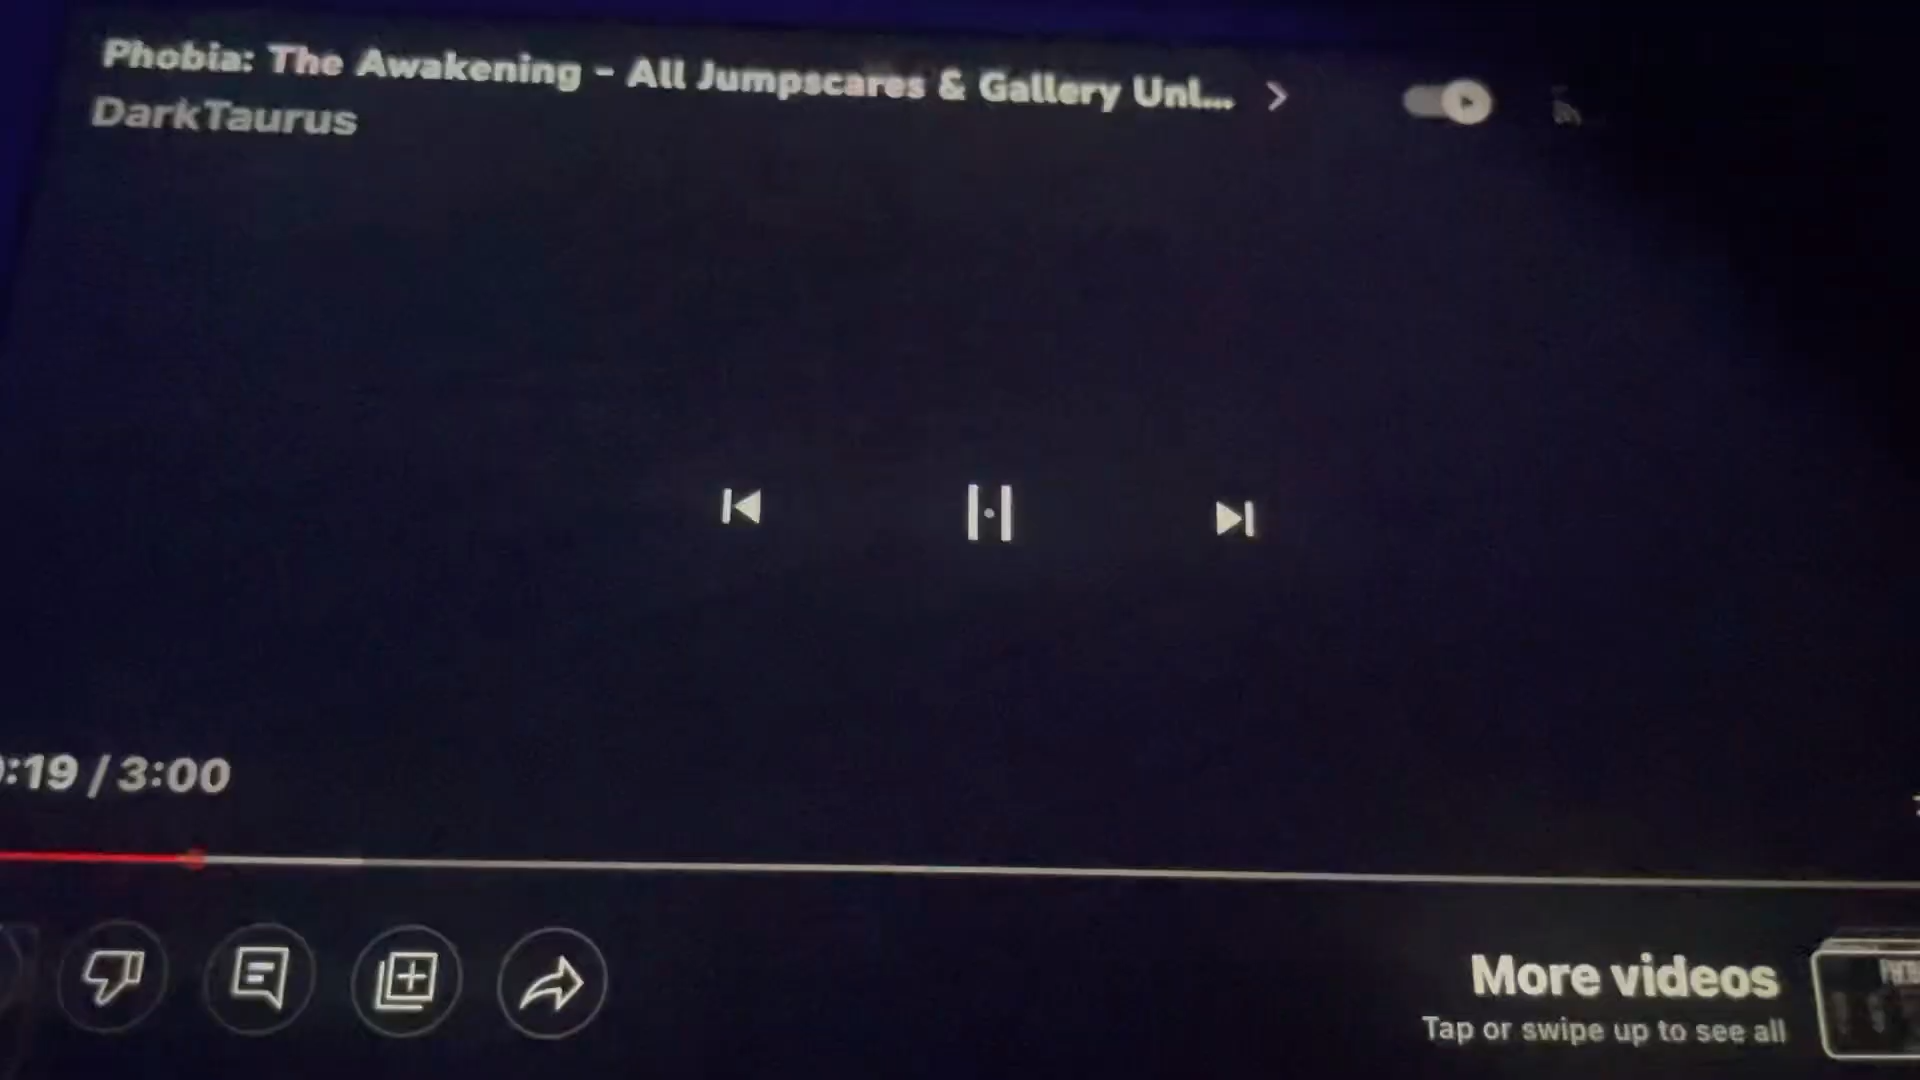 Phobia: The Awakening - All Jumpscares & Gallery Unl...
DarkTaurus
:19 / 3:00
More videos
Tap or swipe up to see all